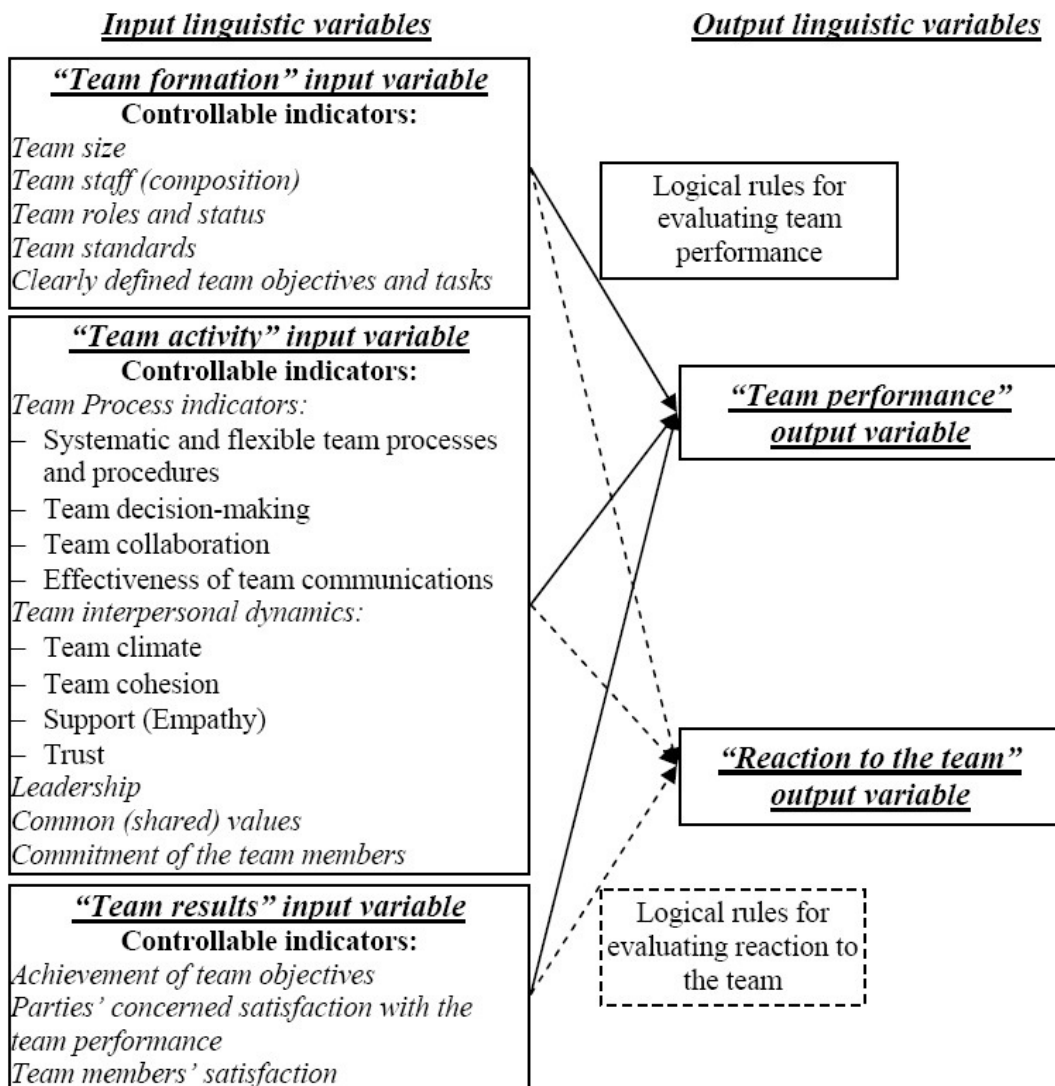 Input linguistic variables
Output linguistic variables
“Team formation” input variable
Controllable indicators:
Team size
Team staff (composition)
Team roles and status
Team standards
Clearly defined team objectives and tasks
Logical rules for
evaluating team
performance
“Team activity” input variable
Controllable indicators:
Team Process indicators:
– Systematic and flexible team processes
and procedures
– Team decision-making
– Team collaboration
– Effectiveness of team communications
Team interpersonal dynamics:
– Team climate
– Team cohesion
– Support (Empathy)
– Trust
Leadership
Common (shared) values
Commitment of the team members
“Team performance”
output variable
“Reaction to the team”
output variable
“Team results” input variable
Controllable indicators:
Achievement of team objectives
Parties’ concerned satisfaction with the
team performance
Team members’ satisfaction
Logical rules for
evaluating reaction to
the team